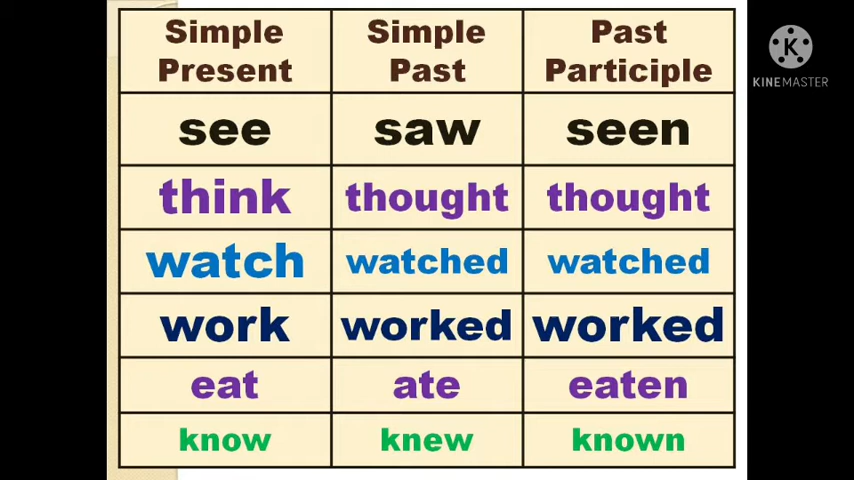 Simple Present Simple Past Past Participle
see saw seen
think thought thought
watch watched watched
work worked worked
eat ate eaten
know knew known
K
KINEMASTER